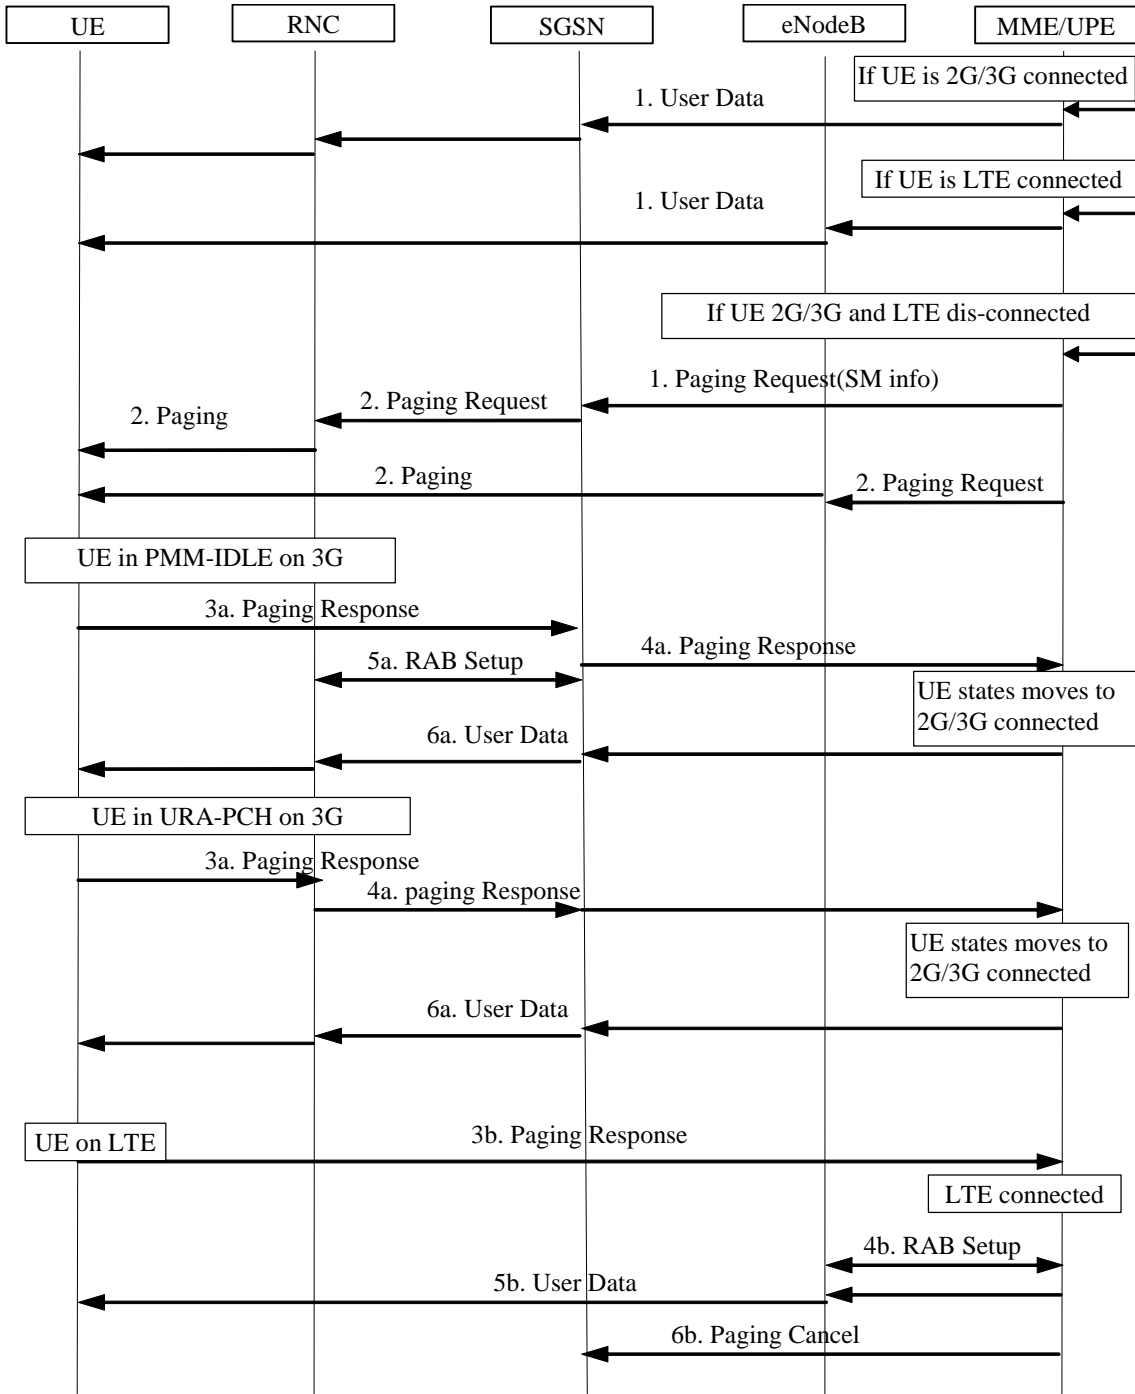 UE
RNC
SGSN
eNodeB
MME/UPE
If UE is 2G/3G connected
1. User Data
If UE is LTE connected
1. User Data
If UE 2G/3G and LTE dis-connected
1. Paging Request(SM info)
2. Paging Request
2. Paging
2. Paging
2. Paging Request
UE in PMM-IDLE on 3G
3a. Paging Response
4a. Paging Response
5a. RAB Setup
UE states moves to
2G/3G connected
6a. User Data
UE in URA-PCH on 3G
3a. Paging Response
4a. paging Response
UE states moves to
2G/3G connected
6a. User Data
UE on LTE
3b. Paging Response
LTE connected
4b. RAB Setup
5b. User Data
6b. Paging Cancel